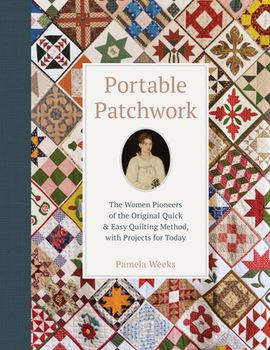 Portable
Patchwork
The Women Pioneers
of the Original Quick
& Easy Quilting Method,
with Projects for Today
Pamela Weeks